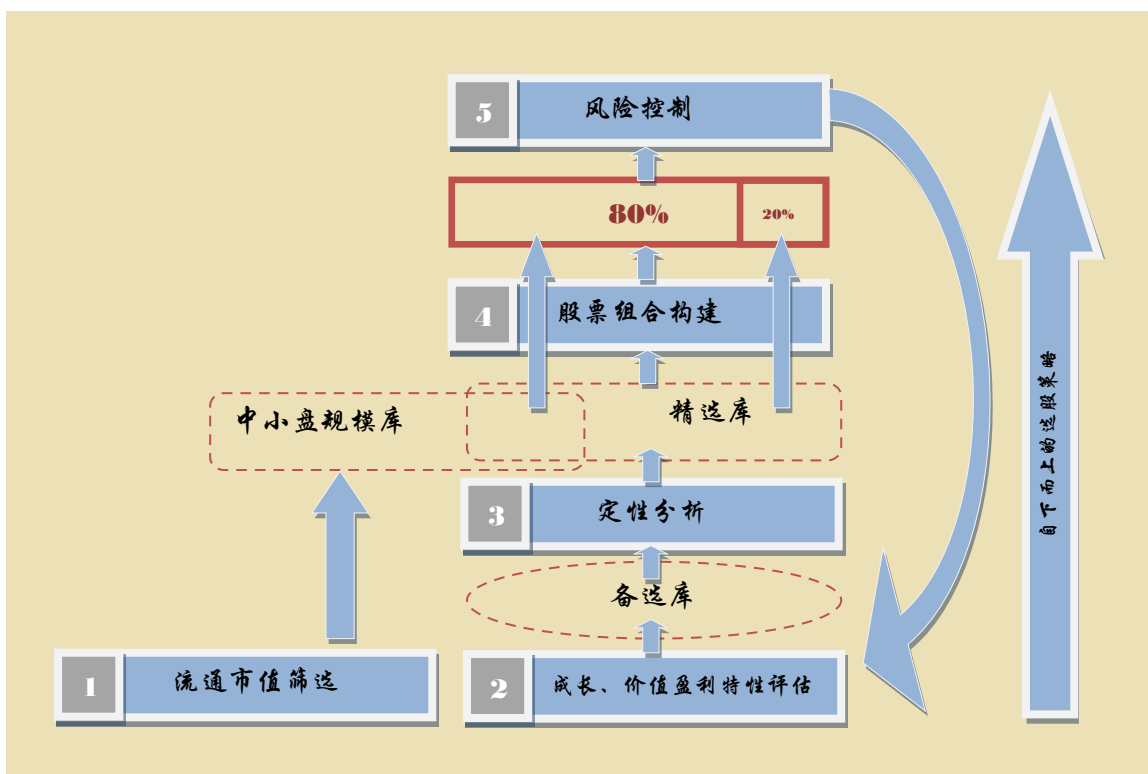 5 风险控制
80% 20%
4 股票组合构建
中小盘规模库
精选库
3 定性分析
备选库
1 流通市值筛选
2 成长、价值盈利特性评估
自下而上的选股策略